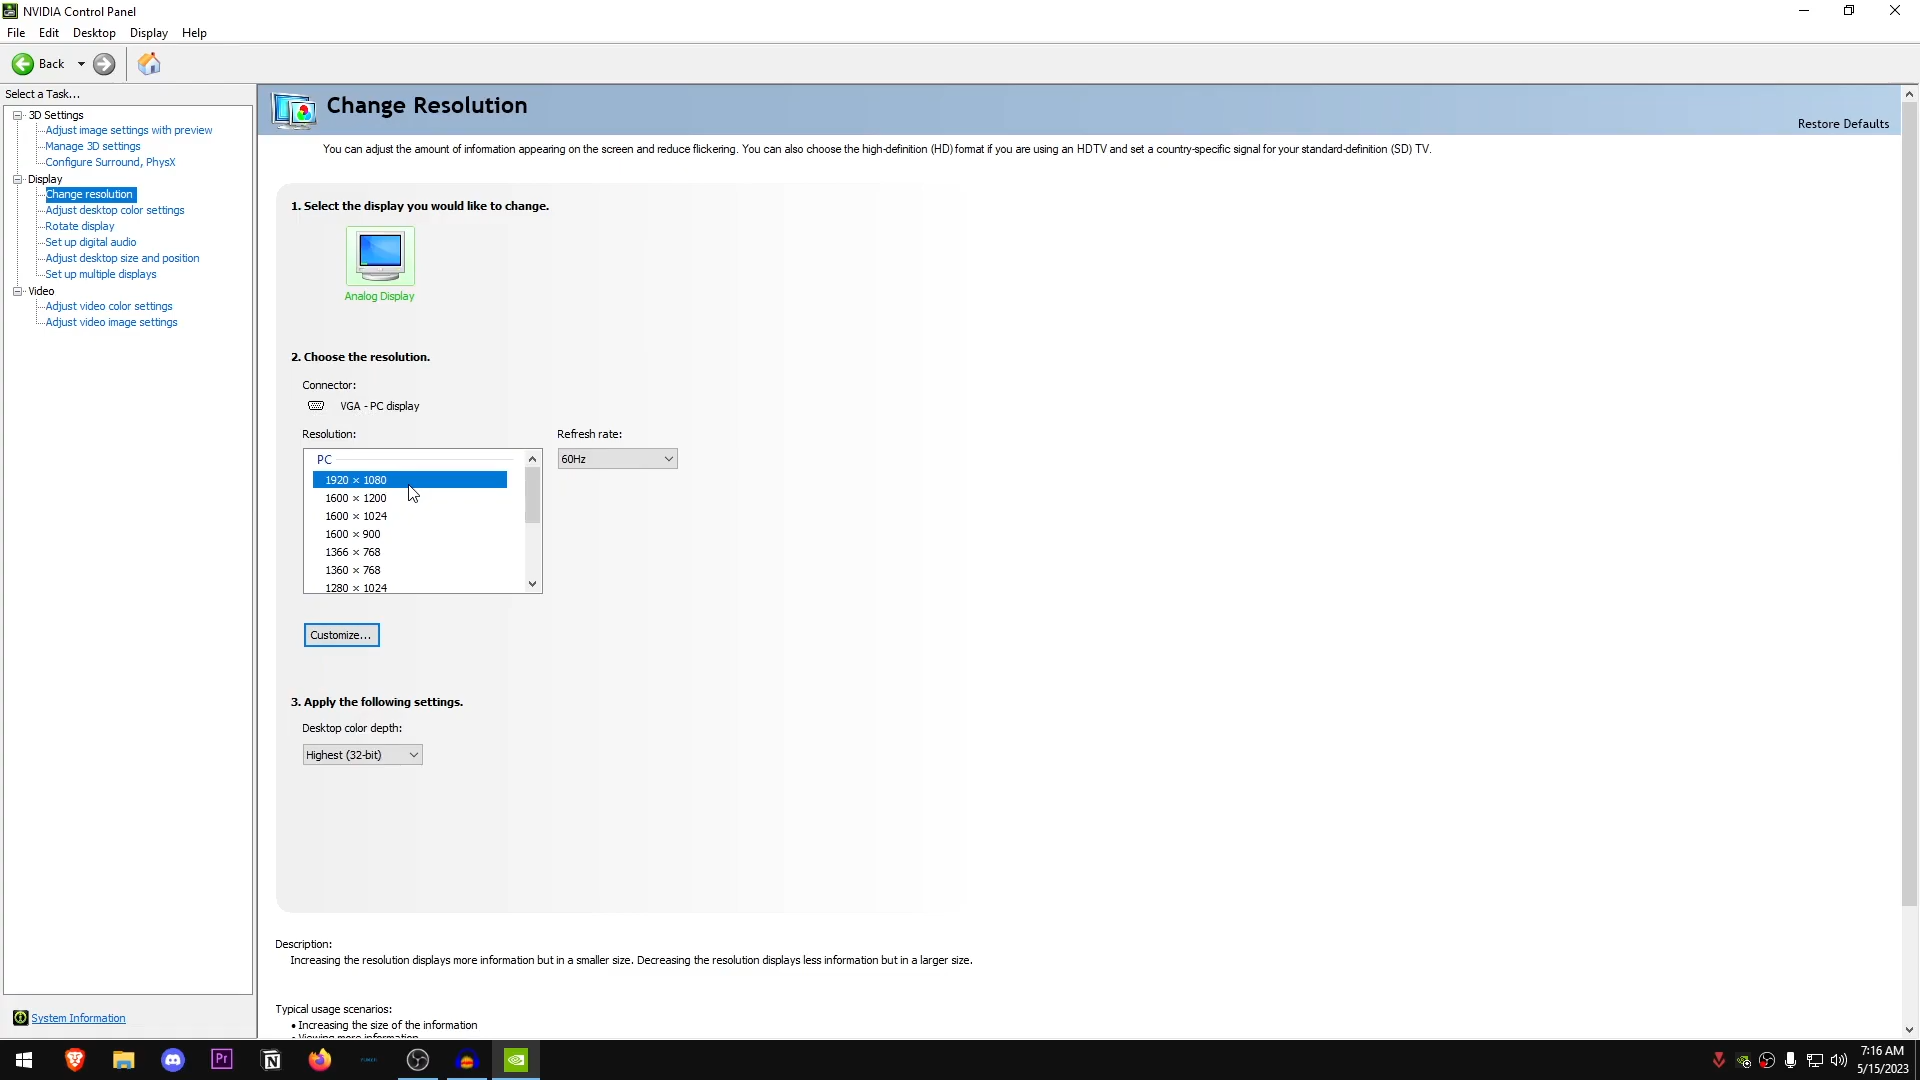 NVIDIA Control Panel
File Edit Desktop Display Help
Back
Select a Task...
3D Settings
Adjust image settings with preview
Manage 3D settings
Configure Surround, PhysX
Display
Change resolution
Adjust desktop color settings
Rotate display
Set up digital audio
Adjust desktop size and position
Set up multiple displays
Video
Adjust video color settings
Adjust video image settings
System Information
Change Resolution
Restore Defaults
You can adjust the amount of information appearing on the screen and reduce flickering. You can also choose the high-definition (HD) format if you are using an HDTV and set a country-specific signal for your standard-definition (SD) TV.
1. Select the display you would like to change.
Analog Display
2. Choose the resolution.
Connector:
VGA - PC display
Resolution:
Refresh rate:
PC
60Hz
1920 × 1080
1600 × 1200
1600 × 1024
1600 × 900
1366 × 768
1360 × 768
1280 × 1024
Customize...
3. Apply the following settings.
Desktop color depth:
Highest (32-bit)
Description:
Increasing the resolution displays more information but in a smaller size. Decreasing the resolution displays less information but in a larger size.
Typical usage scenarios:
• Increasing the size of the information
• Viewing more information
Pr
7:16 AM
5/15/2023